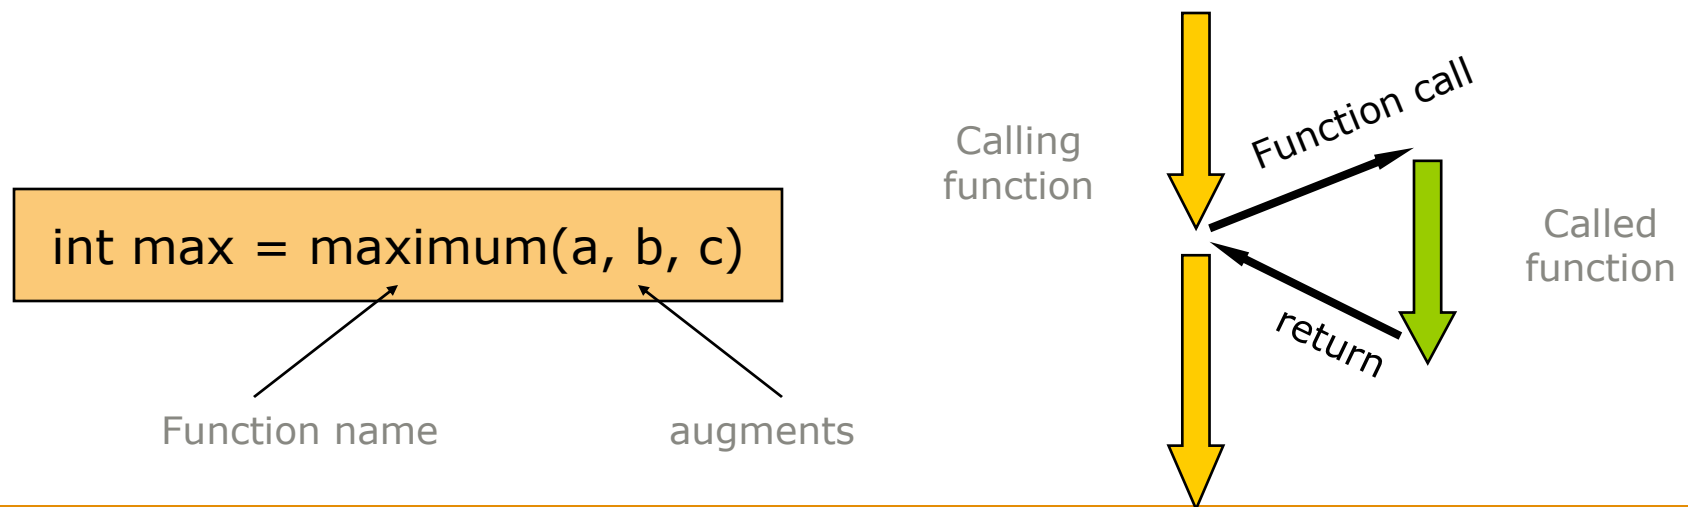 int max = maximum(a, b, c)
Function name
augments
Calling
function
Function call
return
Called
function